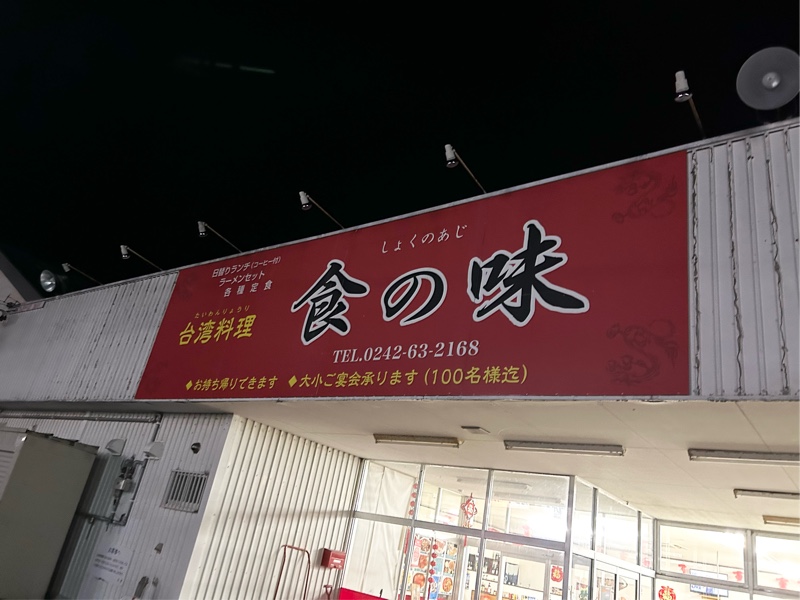 しょくのあじ
日替りランチ(コーヒー付)
ラーメンセット
各種定食
食の味
たいわんりょうり
台湾料理
TEL.0242-63-2168
◆お持ち帰りできます ◆大小ご宴会承ります(100名様迄)